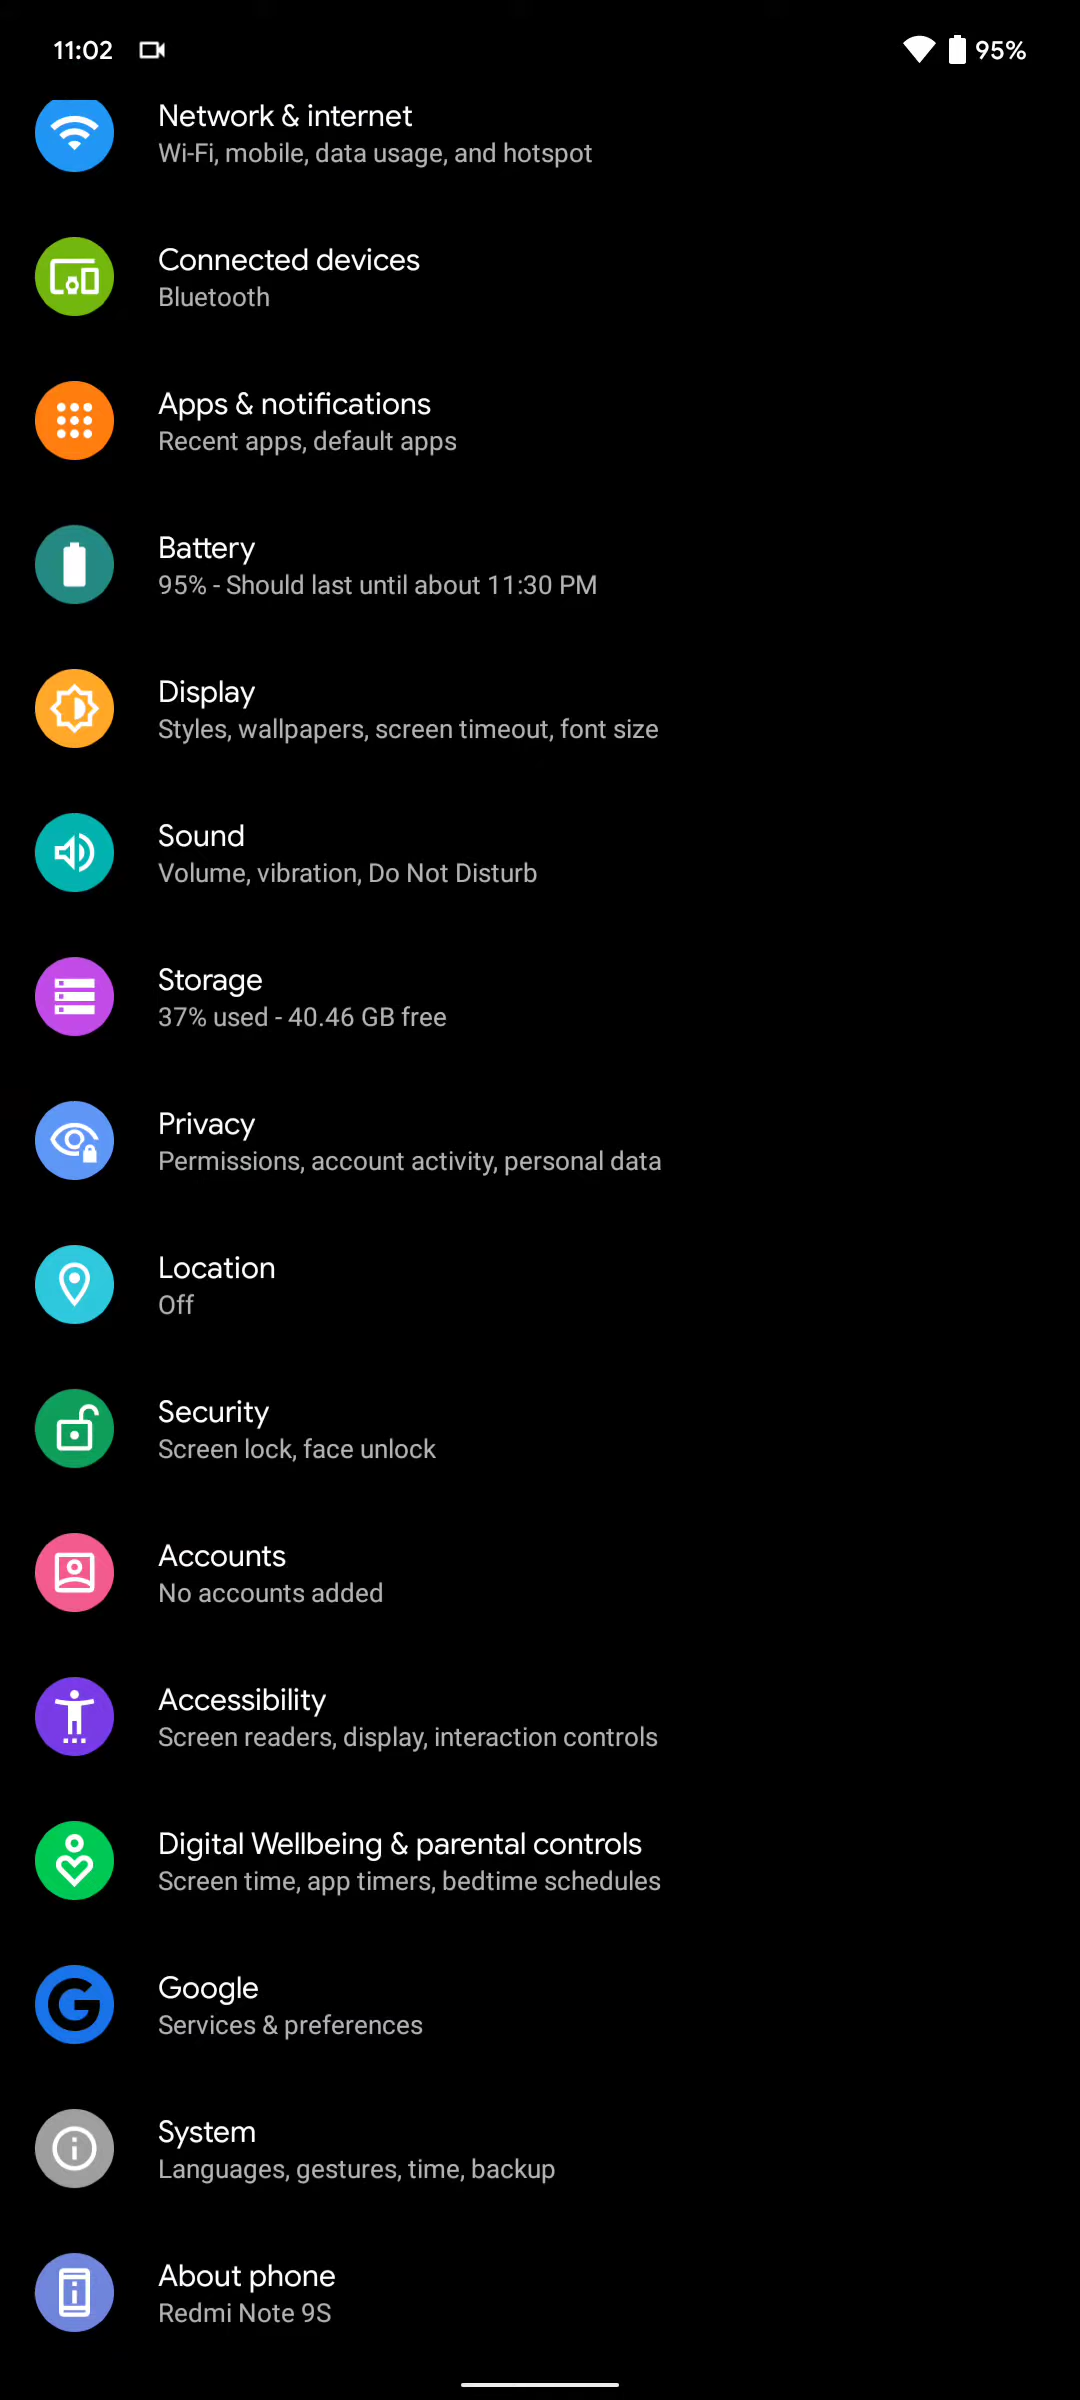 11:02
95%
Network & internet
Wi-Fi, mobile, data usage, and hotspot
Connected devices
Bluetooth
Apps & notifications
Recent apps, default apps
Battery
95% - Should last until about 11:30 PM
Display
Styles, wallpapers, screen timeout, font size
Sound
Volume, vibration, Do Not Disturb
Storage
37% used - 40.46 GB free
Privacy
Permissions, account activity, personal data
Location
Off
Security
Screen lock, face unlock
Accounts
No accounts added
Accessibility
Screen readers, display, interaction controls
Digital Wellbeing & parental controls
Screen time, app timers, bedtime schedules
Google
Services & preferences
System
Languages, gestures, time, backup
About phone
Redmi Note 9S